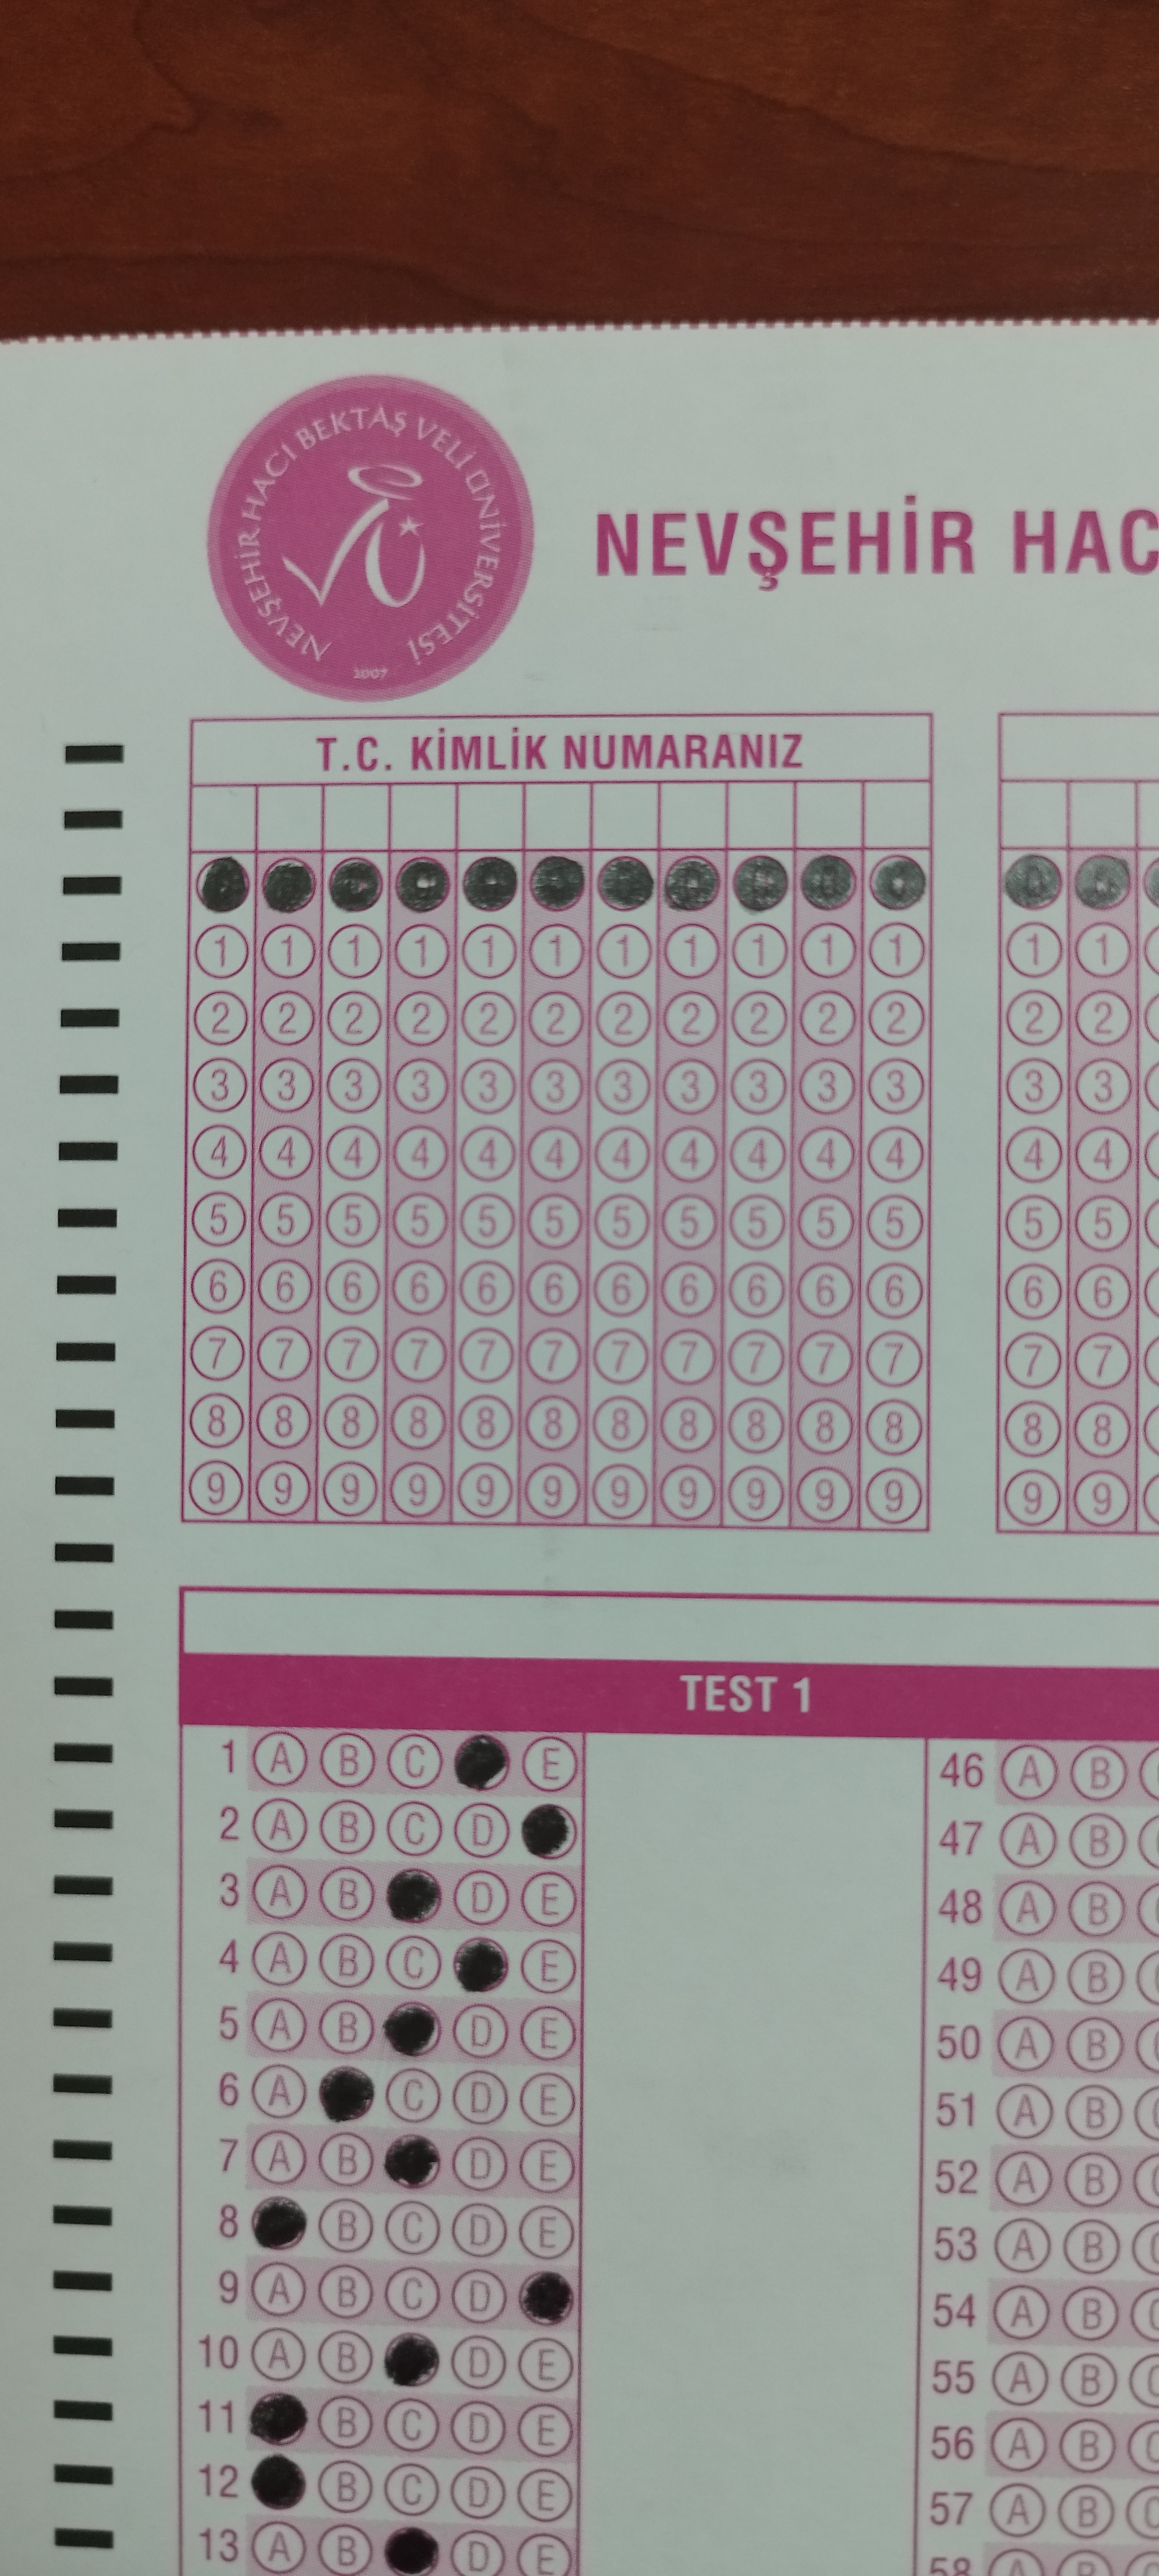 NEVŞEHİR HACI BEKTAŞ VELİ ÜNİVERSİTESİ
2007
NEVŞEHİR HAC
T.C. KİMLİK NUMARANIZ
1 1 1 1 1 1 1 1 1 1 1 1 1
2 2 2 2 2 2 2 2 2 2 2 2 2
3 3 3 3 3 3 3 3 3 3 3 3 3
4 4 4 4 4 4 4 4 4 4 4 4 4
5 5 5 5 5 5 5 5 5 5 5 5 5
6 6 6 6 6 6 6 6 6 6 6 6 6
7 7 7 7 7 7 7 7 7 7 7 7 7
8 8 8 8 8 8 8 8 8 8 8 8 8
9 9 9 9 9 9 9 9 9 9 9 9 9
TEST 1
1 A B C E
2 A B C D
3 A B D E
4 A B C E
5 A B D E
6 A C D E
7 A B D E
8 B C D E
9 A B C D
10 A B D E
11 B C D E
12 B C D E
13 A B D E
46 A B
47 A B
48 A B
49 A B
50 A B
51 A B
52 A B
53 A B
54 A B
55 A B
56 A B
57 A B
58 A B